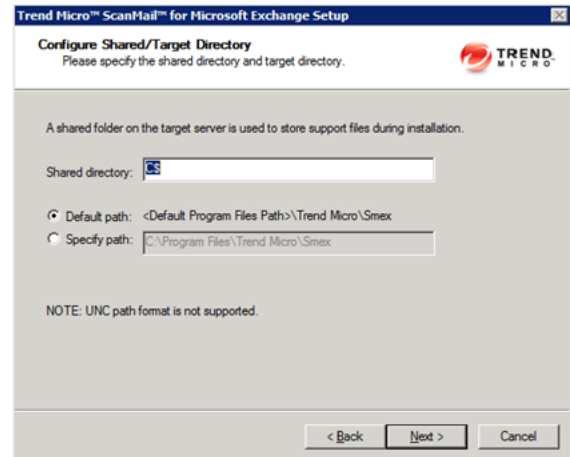 Trend Micro™ ScanMail™ for Microsoft Exchange Setup
Configure Shared/Target Directory
Please specify the shared directory and target directory.
TREND
MICRO
A shared folder on the target server is used to store support files during installation.
Shared directory: C$
Default path: <Default Program Files Path>\Trend Micro\Smex
Specify path: C:\Program Files\Trend Micro\Smex
NOTE: UNC path format is not supported.
< Back Next > Cancel